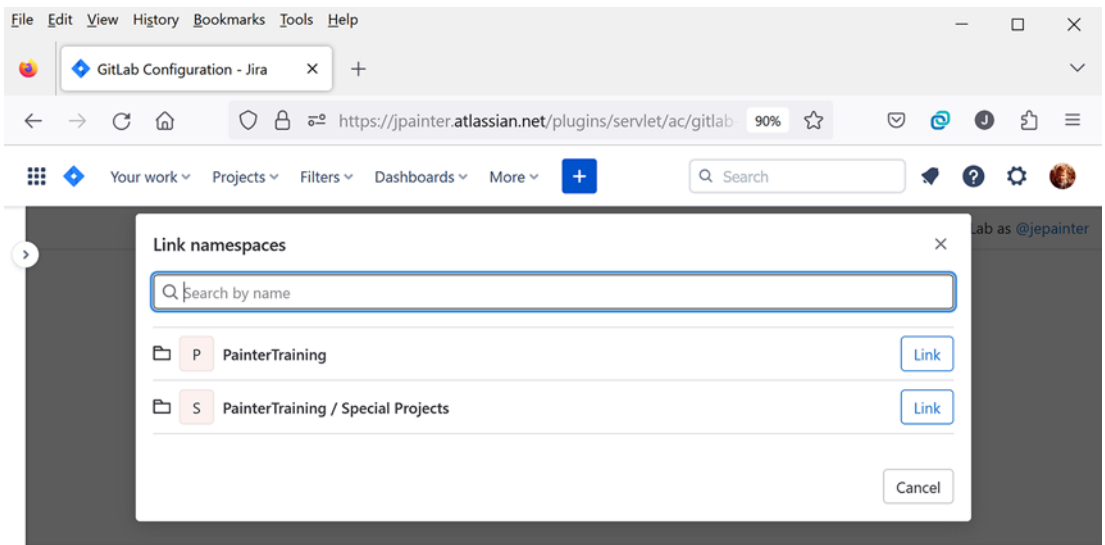 File Edit View History Bookmarks Tools Help
GitLab Configuration - Jira
https://jpainter.atlassian.net/plugins/servlet/ac/gitlab 90%
J
Your work Projects Filters Dashboards More + Search
Lab as @jepainter
Link namespaces
Search by name
P PainterTraining Link
S PainterTraining / Special Projects Link
Cancel